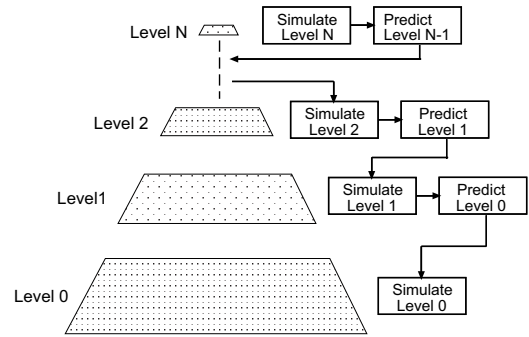 Level N
Simulate
Level N
Predict
Level N-1
Level 2
Simulate
Level 2
Predict
Level 1
Level1
Simulate
Level 1
Predict
Level 0
Level 0
Simulate
Level 0